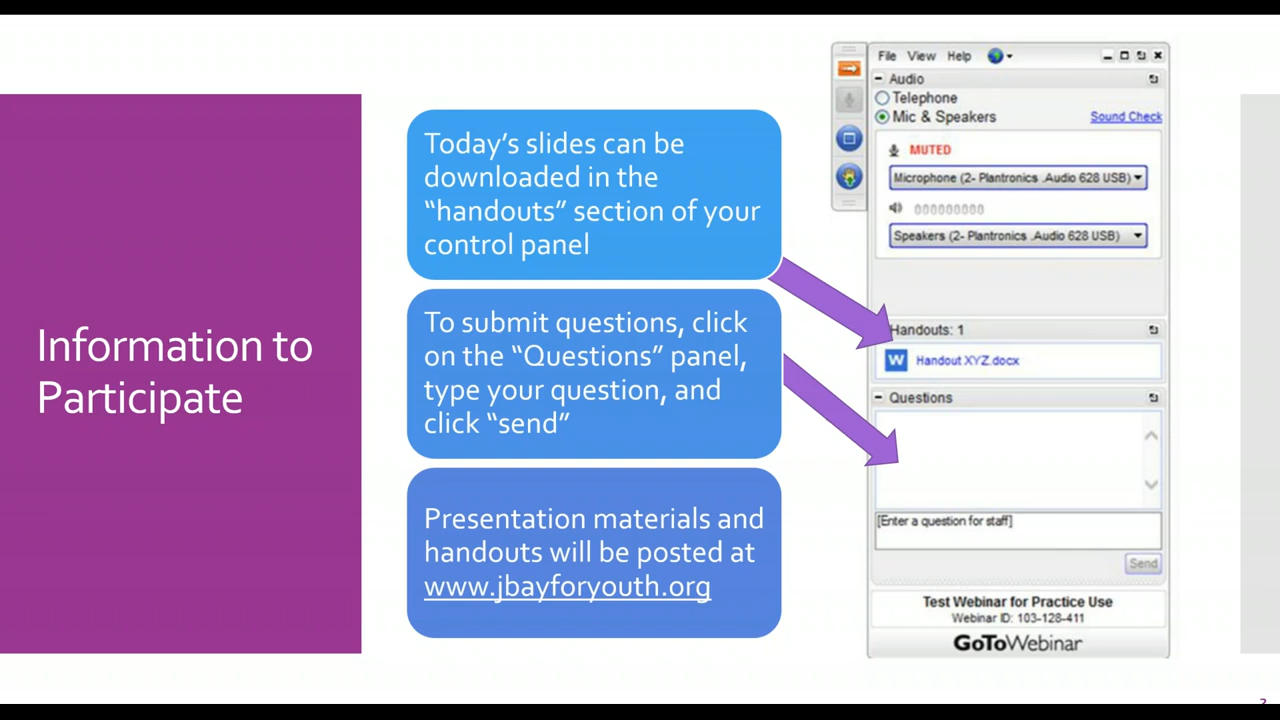 Information to
Participate
Today’s slides can be
downloaded in the
“handouts” section of your
control panel
To submit questions, click
on the “Questions” panel,
type your question, and
click “send”
Presentation materials and
handouts will be posted at
www.jbayforyouth.org
File View Help
Audio
Telephone
Mic & Speakers Sound Check
MUTED
Microphone (2- Plantronics .Audio 628 USB)
Speakers (2- Plantronics .Audio 628 USB)
Handouts: 1
W Handout XYZ.docx
Questions
[Enter a question for staff]
Send
Test Webinar for Practice Use
Webinar ID: 103-128-411
GoToWebinar